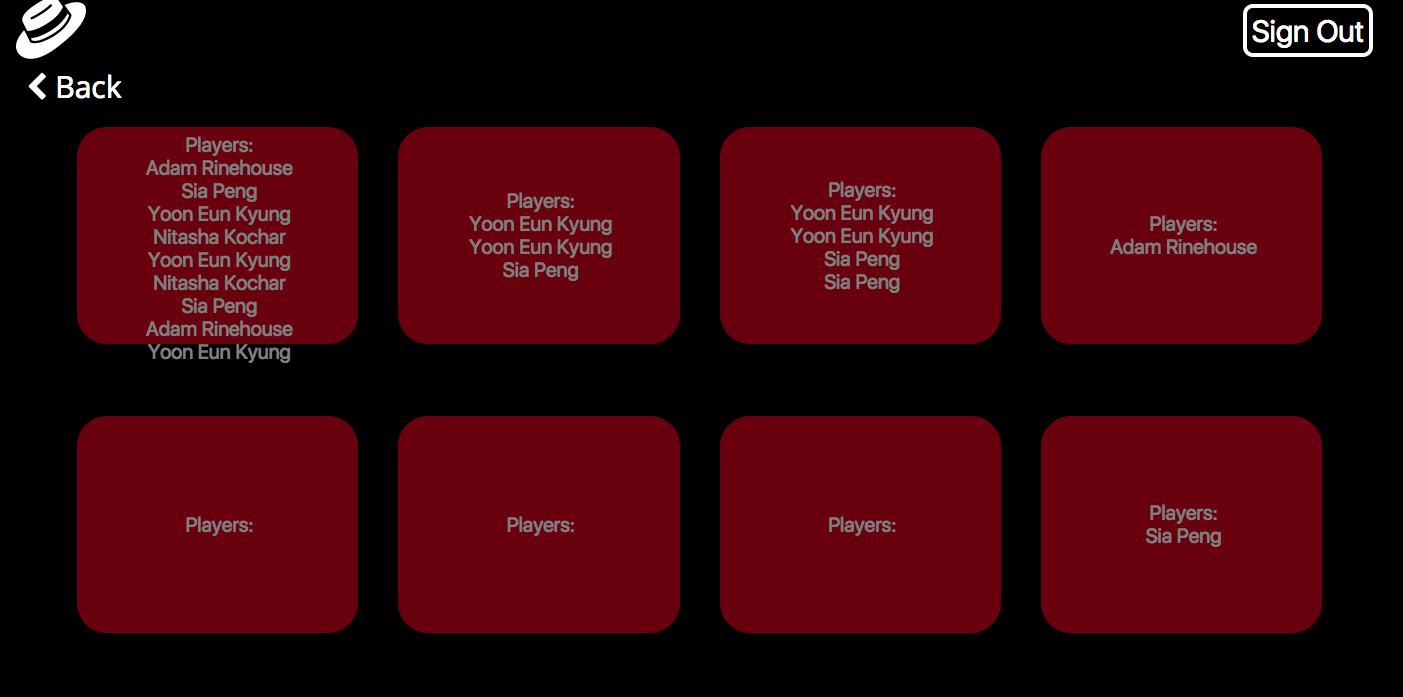 Sign Out
Back
Players:
Adam Rinehouse
Sia Peng
Yoon Eun Kyung
Nitasha Kochar
Yoon Eun Kyung
Nitasha Kochar
Sia Peng
Adam Rinehouse
Yoon Eun Kyung
Players:
Yoon Eun Kyung
Yoon Eun Kyung
Sia Peng
Players:
Yoon Eun Kyung
Yoon Eun Kyung
Sia Peng
Sia Peng
Players:
Adam Rinehouse
Players:
Players:
Players:
Players:
Sia Peng